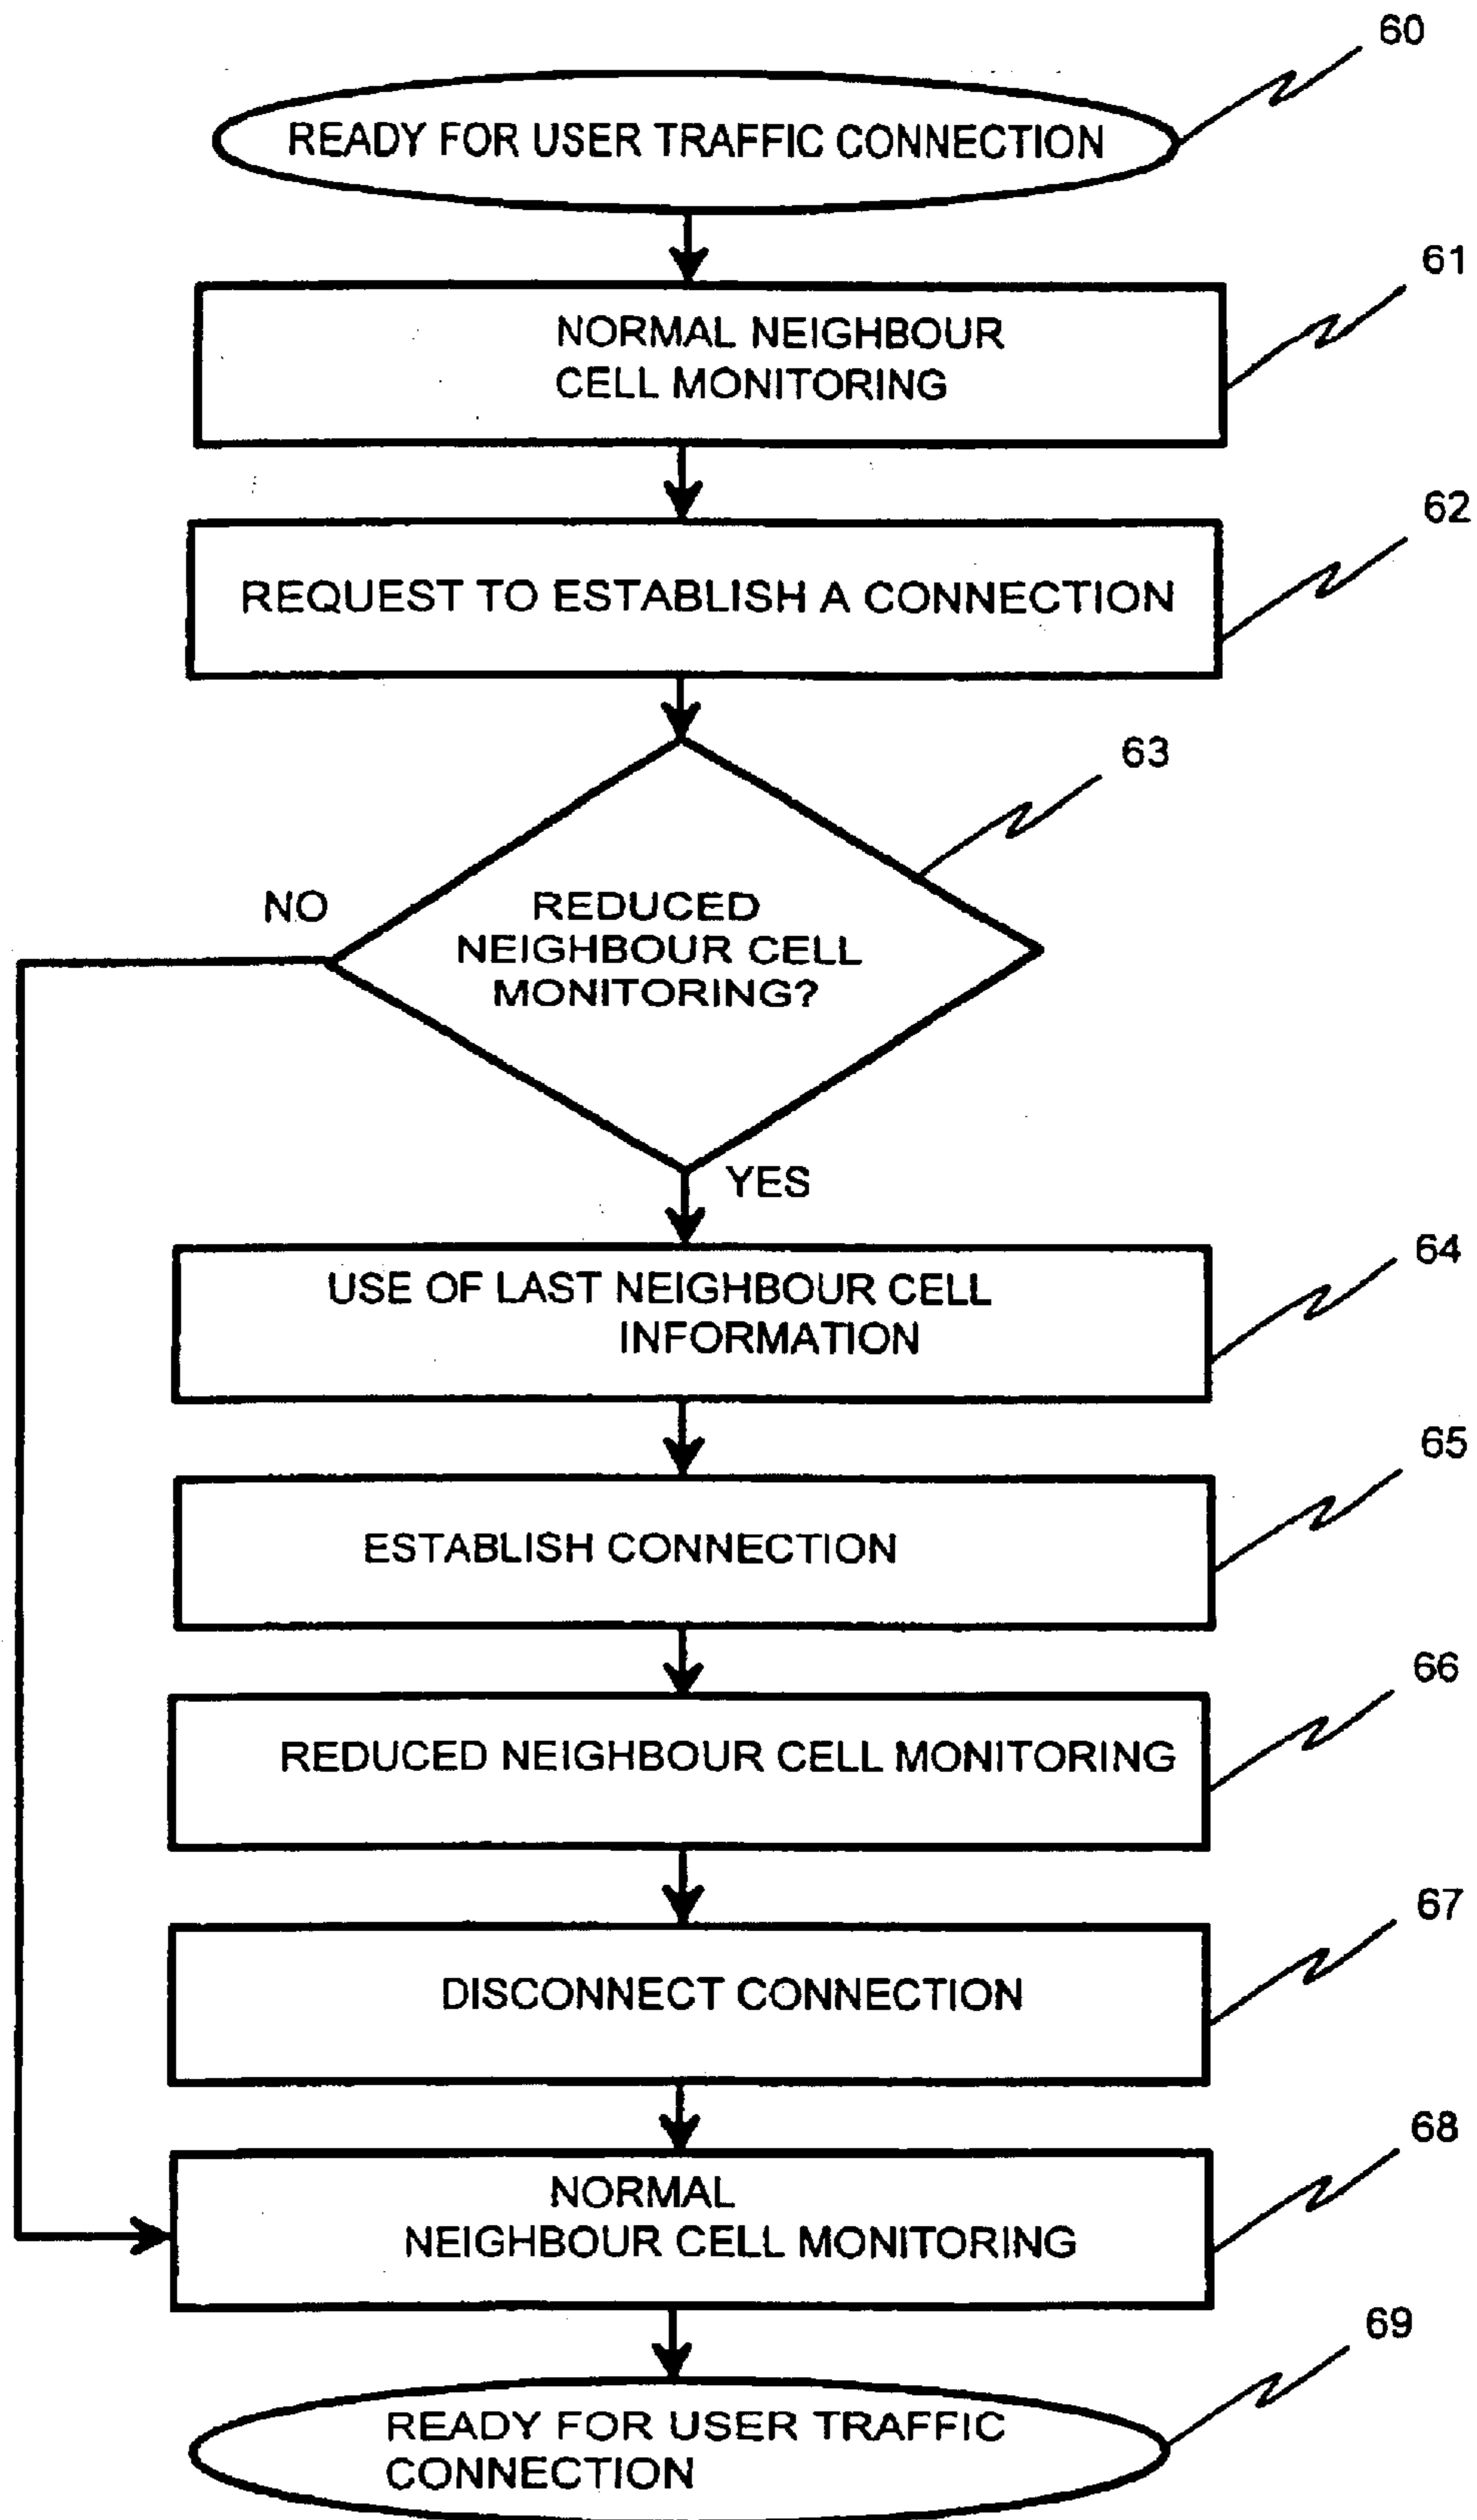 60
READY FOR USER TRAFFIC CONNECTION
61
NORMAL NEIGHBOUR
CELL MONITORING
62
REQUEST TO ESTABLISH A CONNECTION
63
NO
REDUCED
NEIGHBOUR CELL
MONITORING?
YES
64
USE OF LAST NEIGHBOUR CELL
INFORMATION
65
ESTABLISH CONNECTION
66
REDUCED NEIGHBOUR CELL MONITORING
67
DISCONNECT CONNECTION
68
NORMAL
NEIGHBOUR CELL MONITORING
69
READY FOR USER TRAFFIC
CONNECTION